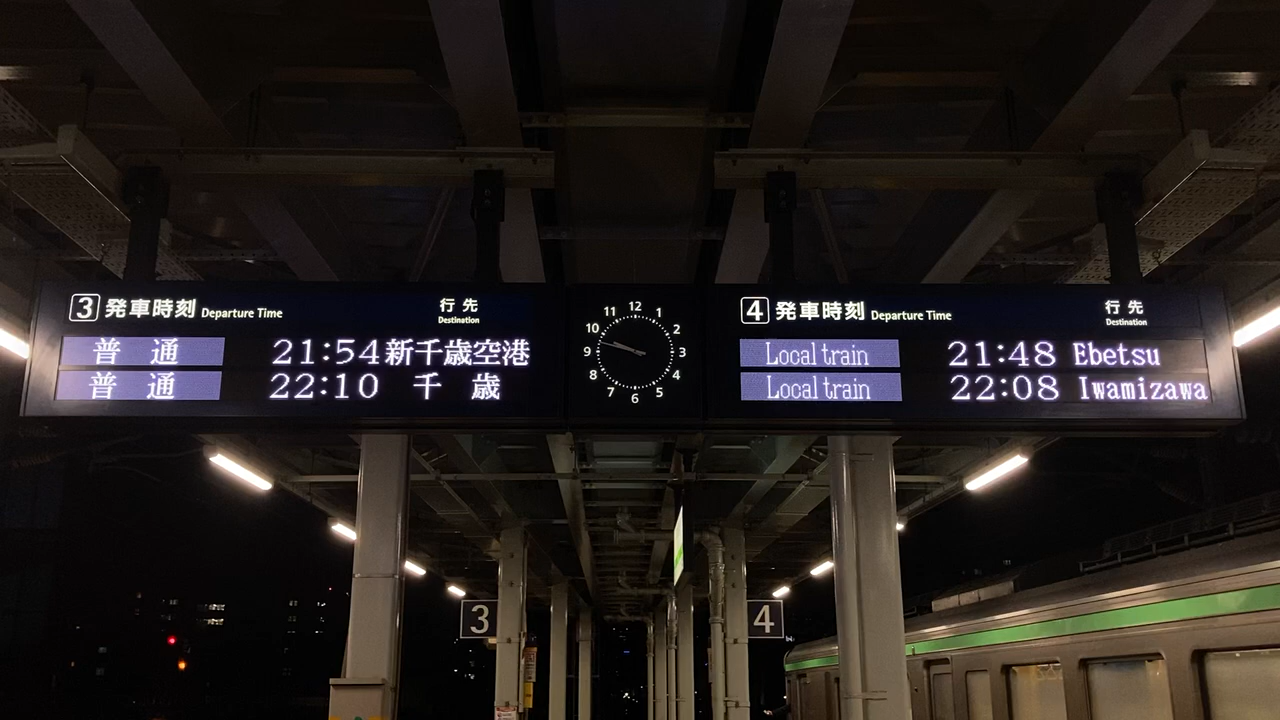 3 発車時刻 Departure Time 行先 Destination
普通 21:54 新千歳空港
普通 22:10 千歳
12
1
2
3
4
5
6
7
8
9
10
11
4 発車時刻 Departure Time 行先 Destination
Local train 21:48 Ebetsu
Local train 22:08 Iwamizawa
3
4